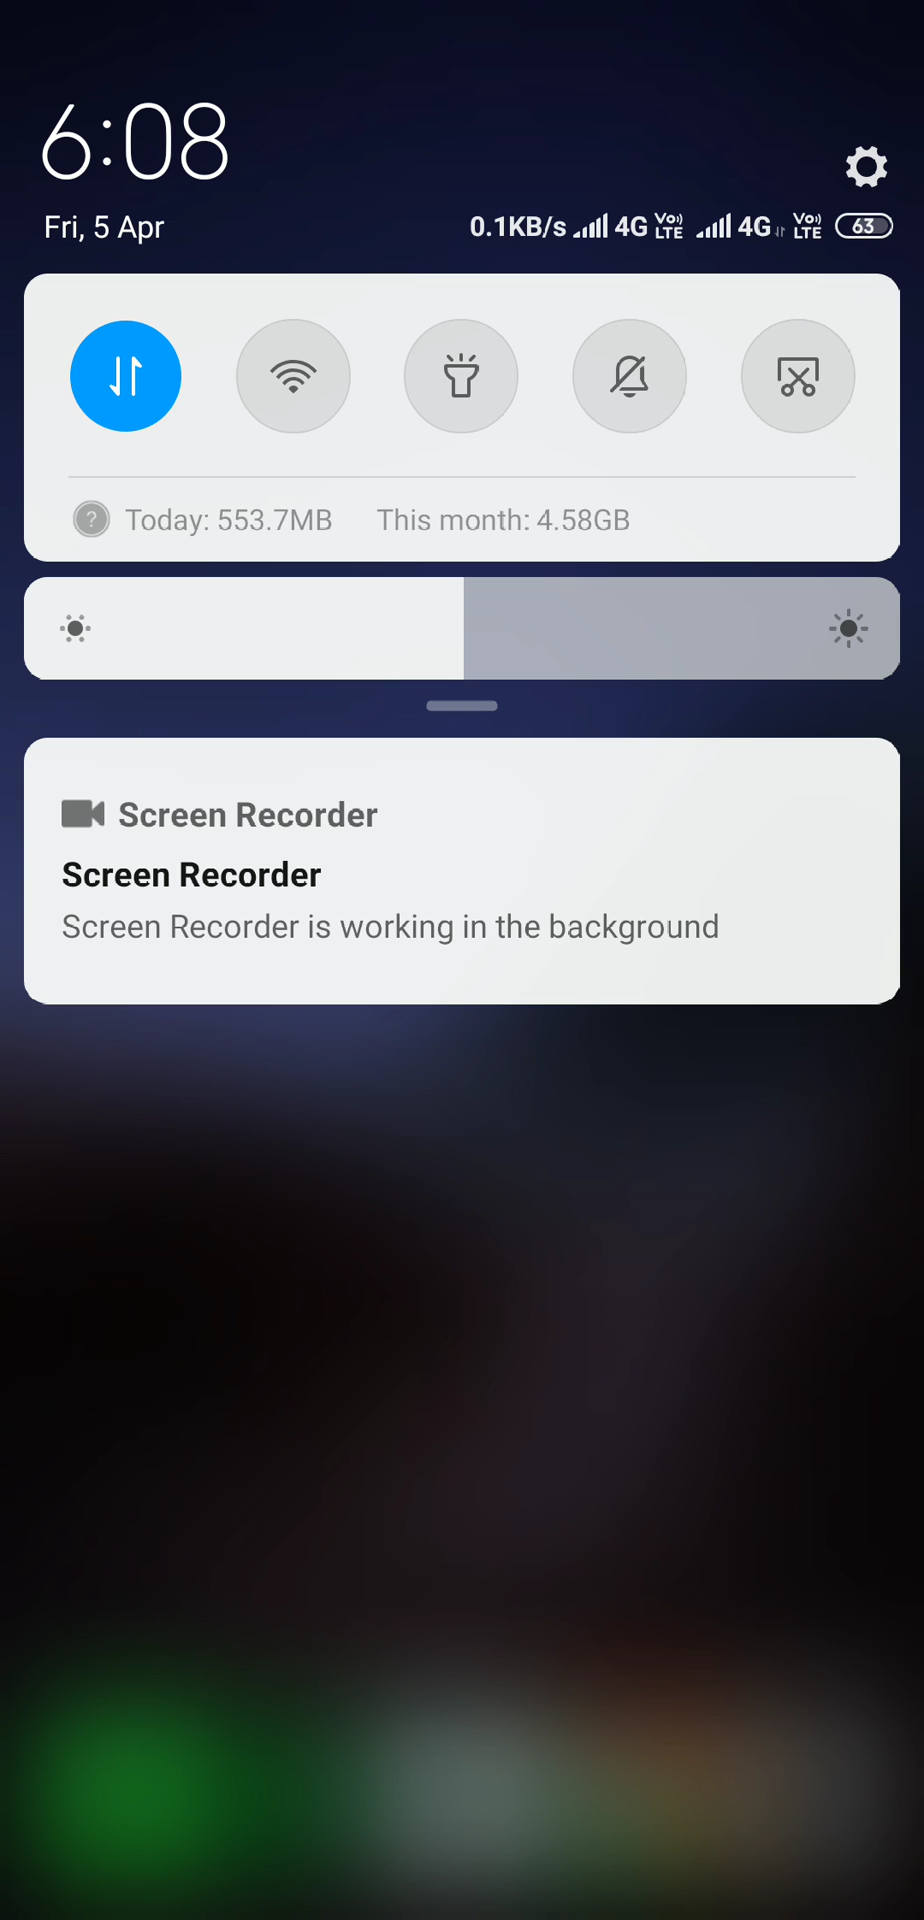 6:08
Fri, 5 Apr
0.1KB/s 4G Vo) LTE 4G Vo) LTE 63
Today: 553.7MB This month: 4.58GB
Screen Recorder
Screen Recorder
Screen Recorder is working in the background